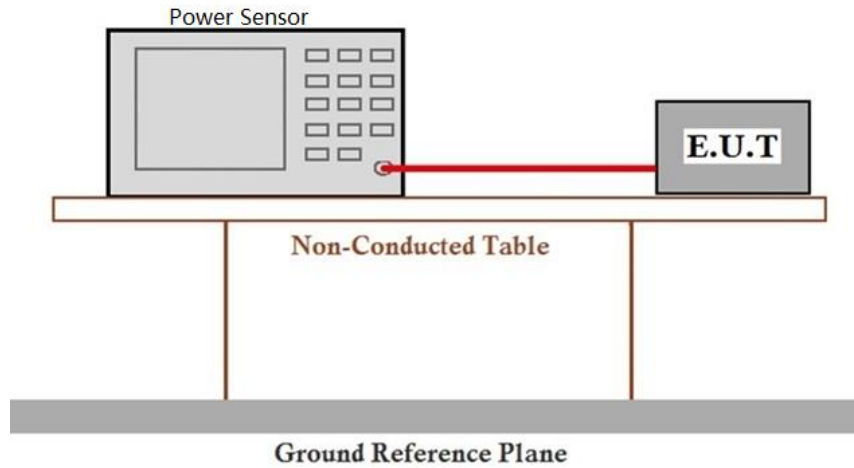 Power Sensor
E.U.T
Non-Conducted Table
Ground Reference Plane